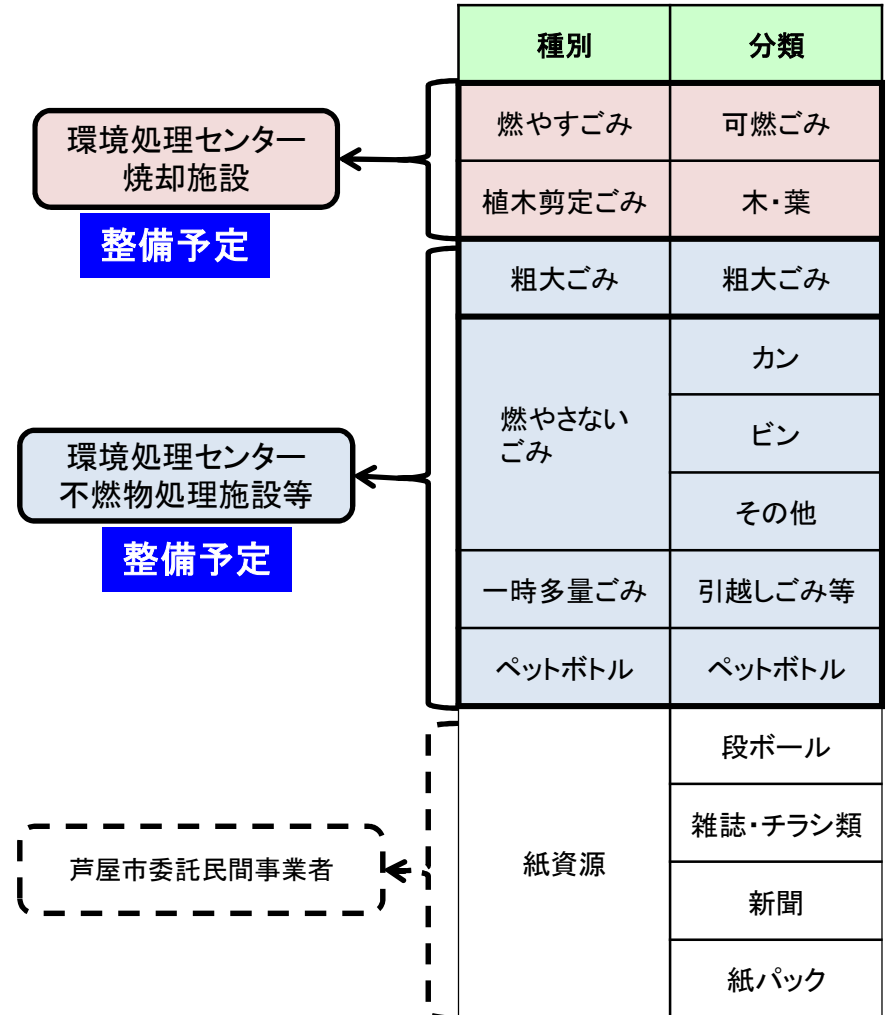 種別 分類
燃やすごみ 可燃ごみ
植木剪定ごみ 木・葉
粗大ごみ 粗大ごみ
燃やさない
ごみ
カン
ビン
その他
一時多量ごみ 引越しごみ等
ペットボトル ペットボトル
紙資源
段ボール
雑誌・チラシ類
新聞
紙パック
環境処理センター
焼却施設
整備予定
環境処理センター
不燃物処理施設等
整備予定
芦屋市委託民間事業者